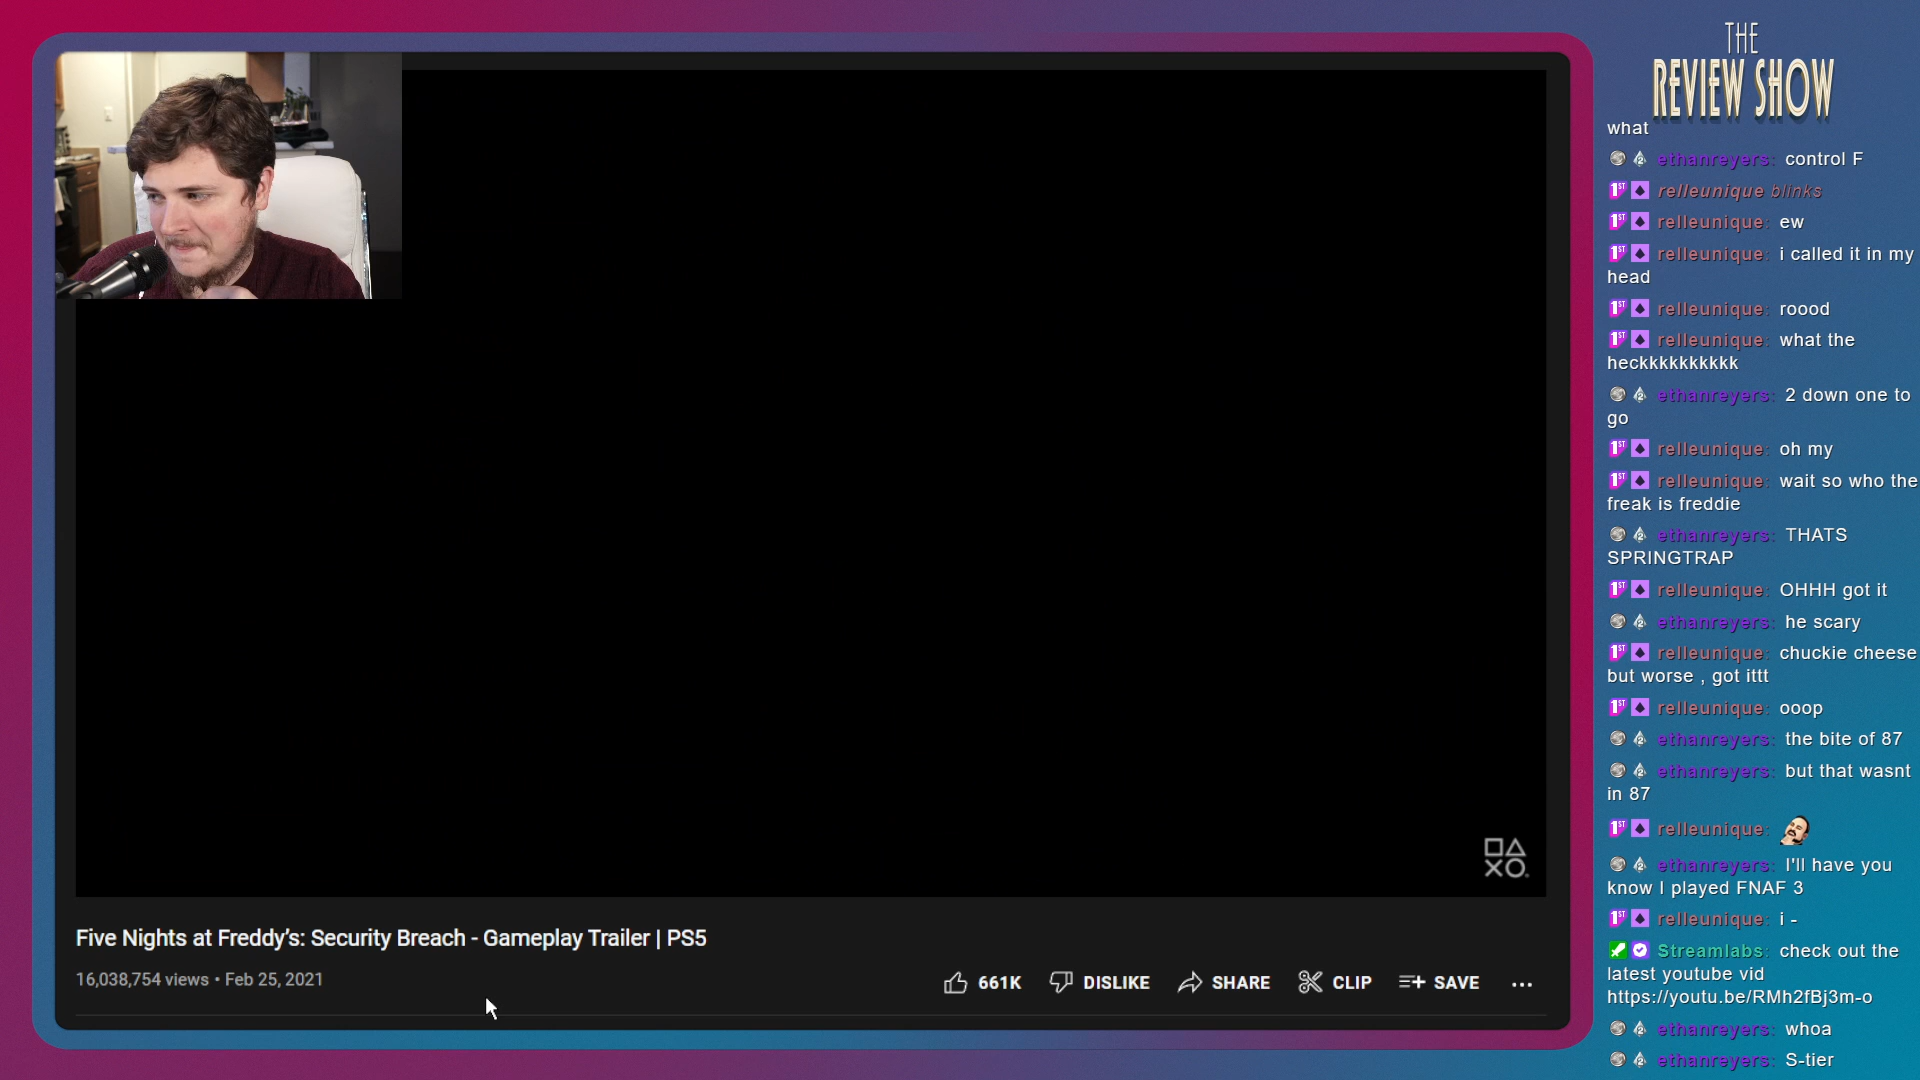 THE
REVIEW SHOW
what
ethanreyers: control F
relleunique blinks
relleunique: ew
relleunique: i called it in my
head
relleunique: roood
relleunique: what the
heckkkkkkkkkk
ethanreyers: 2 down one to
go
relleunique: oh my
relleunique: wait so who the
freak is freddie
ethanreyers: THATS
SPRINGTRAP
relleunique: OHHH got it
ethanreyers: he scary
relleunique: chuckie cheese
but worse , got ittt
relleunique: ooop
ethanreyers: the bite of 87
ethanreyers: but that wasnt
in 87
relleunique:
ethanreyers: I'll have you
know I played FNAF 3
relleunique: i -
Streamlabs: check out the
latest youtube vid
https://youtu.be/RMh2fBj3m-o
ethanreyers: whoa
ethanreyers: S-tier
Five Nights at Freddy's: Security Breach - Gameplay Trailer | PS5
16,038,754 views • Feb 25, 2021
661K DISLIKE SHARE CLIP SAVE ...